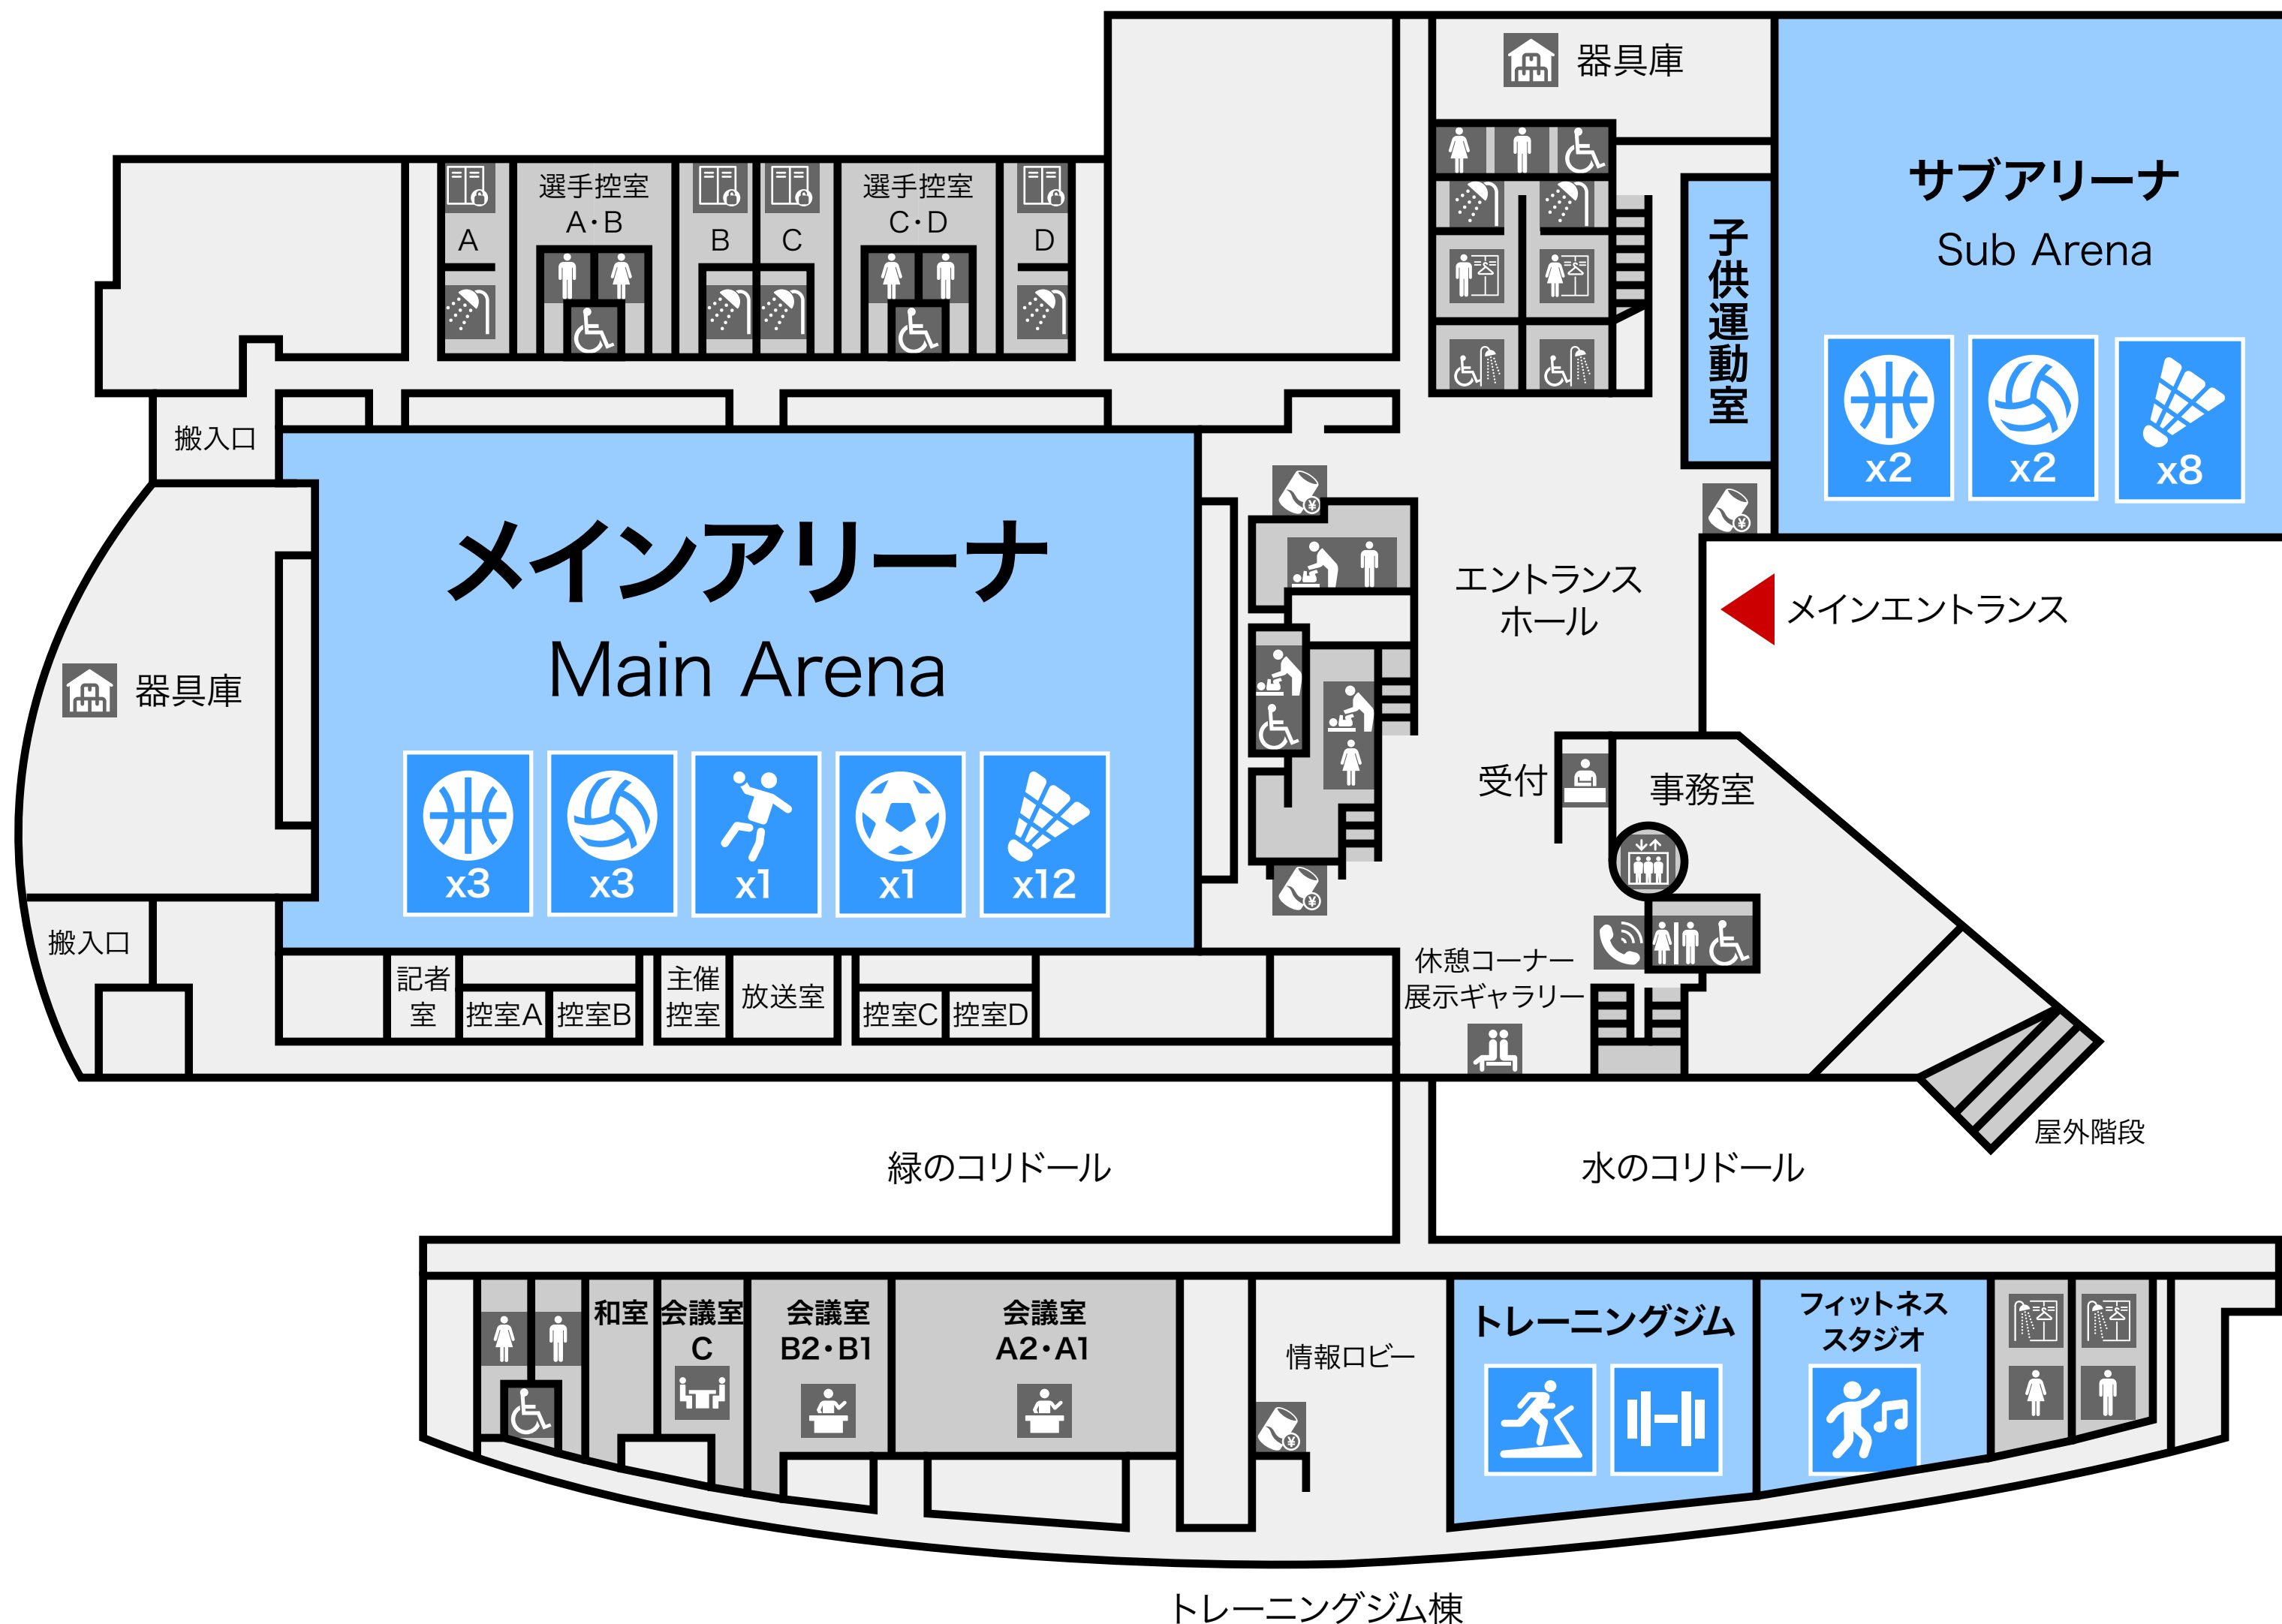 器具庫
サブアリーナ
Sub Arena
x2
x2
x8
子供運動室
選手控室
A・B
選手控室
C・D
A
B
C
D
搬入口
メインアリーナ
Main Arena
x3
x3
x1
x1
x12
器具庫
搬入口
エントランス
ホール
メインエントランス
受付
事務室
記者
室
控室A
控室B
主催
控室
放送室
控室C
控室D
休憩コーナー
展示ギャラリー
屋外階段
緑のコリドール
水のコリドール
和室
会議室
C
会議室
B2・B1
会議室
A2・A1
情報ロビー
トレーニングジム
フィットネス
スタジオ
トレーニングジム棟